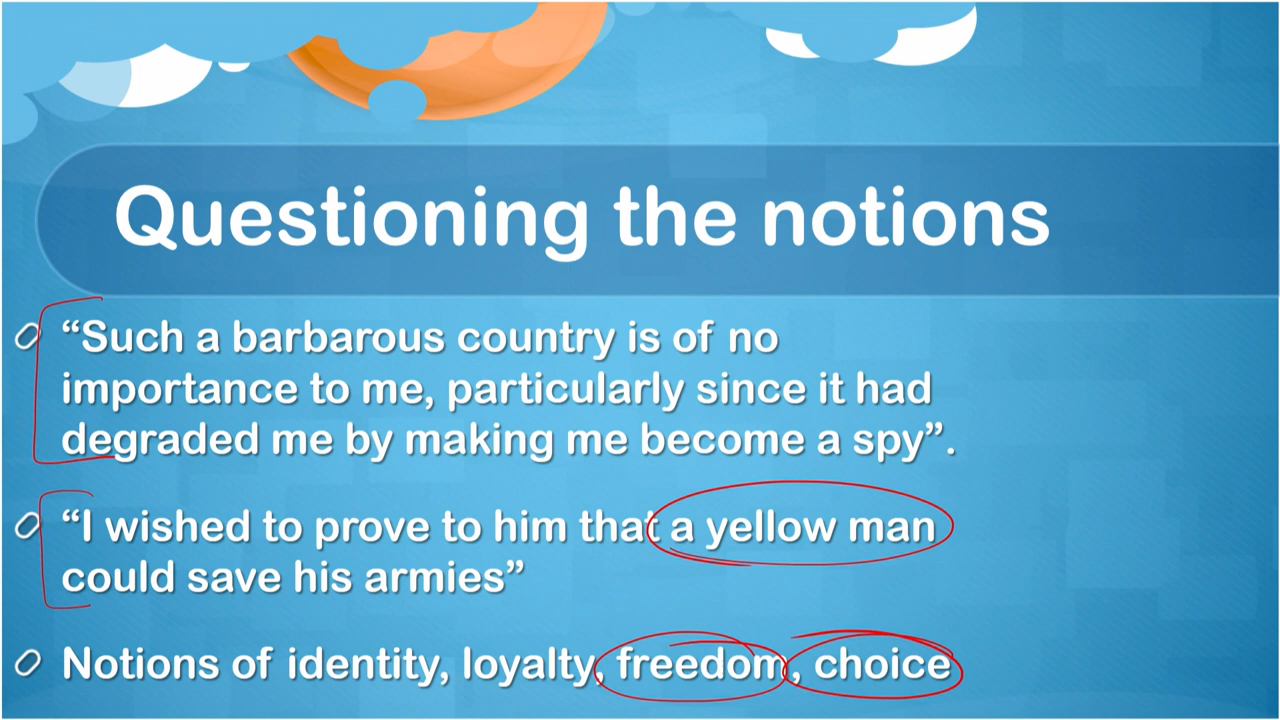 Questioning the notions
“Such a barbarous country is of no
importance to me, particularly since it had
degraded me by making me become a spy”.
“I wished to prove to him that a yellow man
could save his armies”
Notions of identity, loyalty, freedom, choice